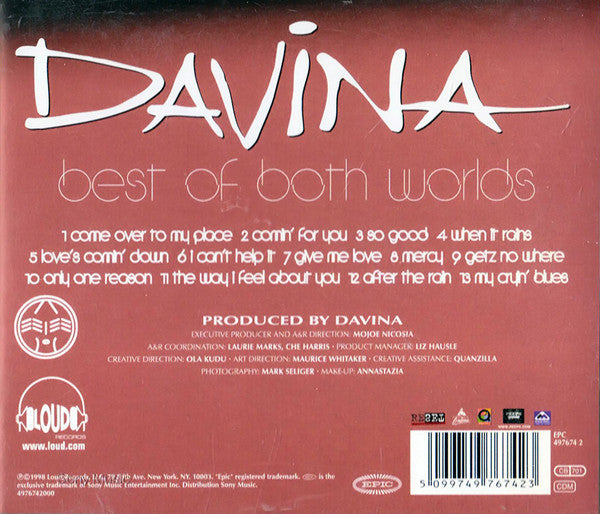 DAVINA
best of both worlds
1 come over to my place 2 comin' for you 3 so good 4 when it rains
5 love's comin' down 6 i can't help it 7 give me love 8 mercy 9 getz no where
10 only one reason 11 the way i feel about you 12 after the rain 13 my cryin' blues
PRODUCED BY DAVINA
EXECUTIVE PRODUCER AND A&R DIRECTION: MOJOE NICOSIA
A&R COORDINATION: LAURIE MARKS, CHE HARRIS · PRODUCT MANAGER: LIZ HAUSLE
CREATIVE DIRECTION: OLA KUDU · ART DIRECTION: MAURICE WHITAKER · CREATIVE ASSISTANCE: QUANZILLA
PHOTOGRAPHY: MARK SELIGER · MAKE-UP: ANNASTAZIA
LOUD
RECORDS
www.loud.com
REBEL
EPC
497674 2
CB 701
CDM
5 099749 767423
EPIC
℗©1998 Loud Ave. New York. NY. 10003. "Epic" registered trademark. is the
exclusive trademark of Sony Music Entertainment Inc. Distribution Sony Music.
4976742000